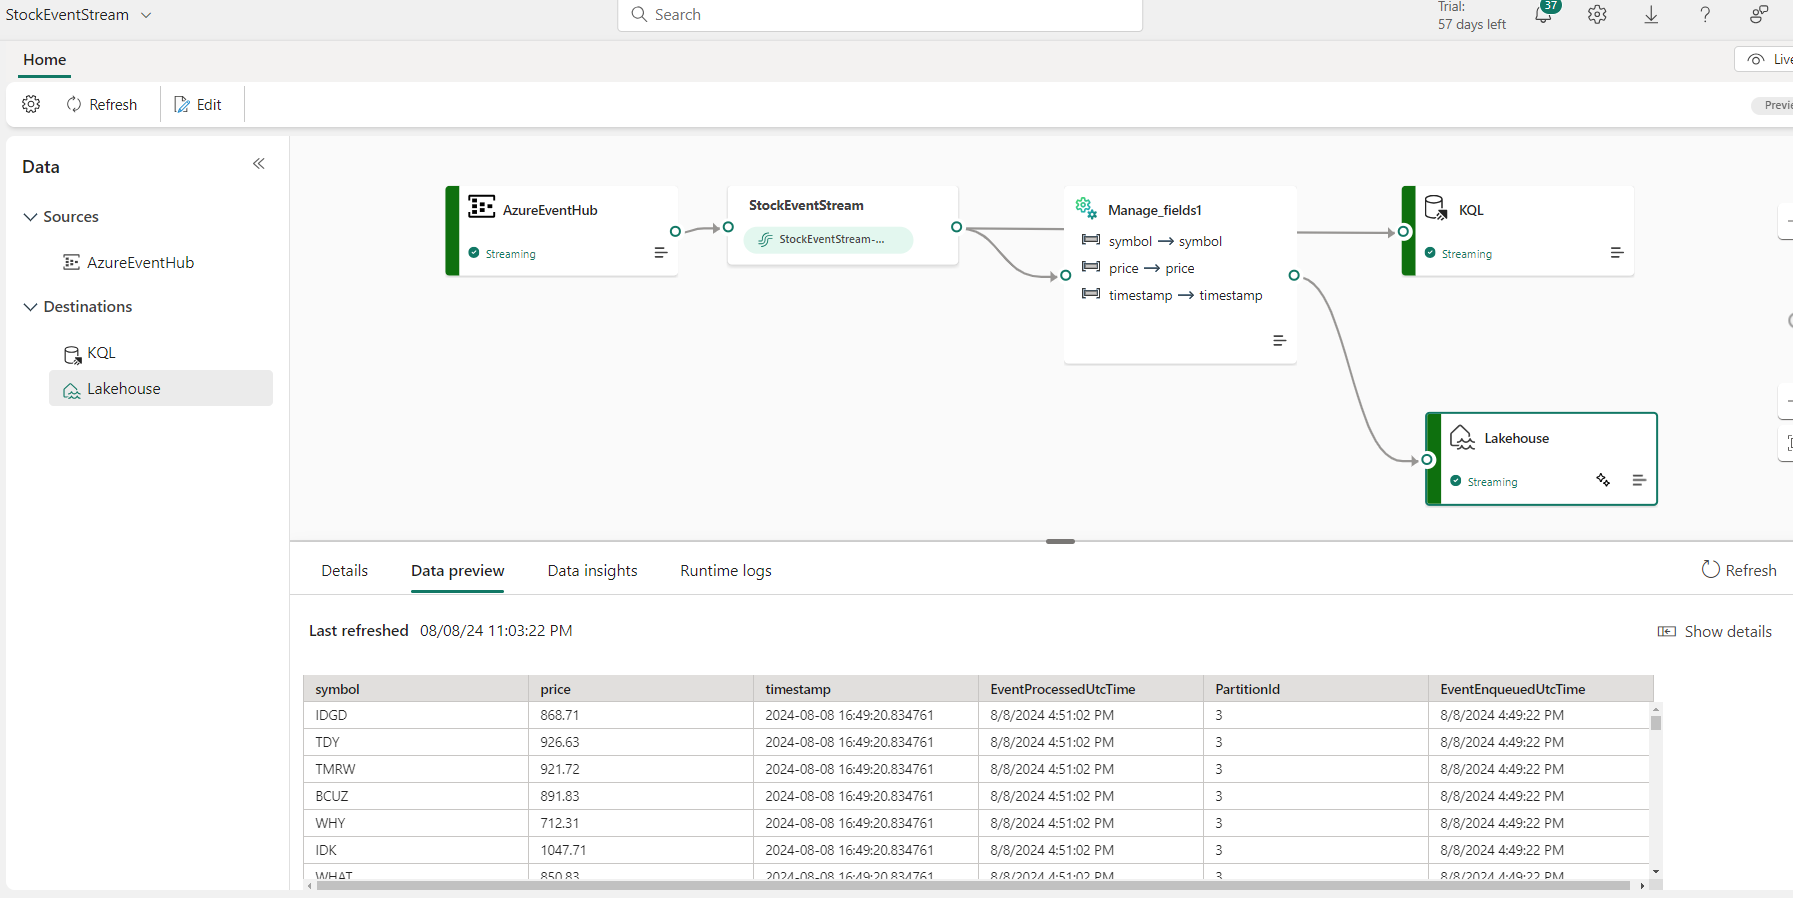 StockEventStream
Search
Trial:
57 days left
37
Home
Refresh
Edit
Data
Sources
AzureEventHub
Destinations
KQL
Lakehouse
AzureEventHub
Streaming
StockEventStream
StockEventStream-...
Manage_fields1
symbol → symbol
price → price
timestamp → timestamp
KQL
Streaming
Lakehouse
Streaming
Details Data preview Data insights Runtime logs
Refresh
Last refreshed 08/08/24 11:03:22 PM
Show details
symbol price timestamp EventProcessedUtcTime PartitionId EventEnqueuedUtcTime
IDGD 868.71 2024-08-08 16:49:20.834761 8/8/2024 4:51:02 PM 3 8/8/2024 4:49:22 PM
TDY 926.63 2024-08-08 16:49:20.834761 8/8/2024 4:51:02 PM 3 8/8/2024 4:49:22 PM
TMRW 921.72 2024-08-08 16:49:20.834761 8/8/2024 4:51:02 PM 3 8/8/2024 4:49:22 PM
BCUZ 891.83 2024-08-08 16:49:20.834761 8/8/2024 4:51:02 PM 3 8/8/2024 4:49:22 PM
WHY 712.31 2024-08-08 16:49:20.834761 8/8/2024 4:51:02 PM 3 8/8/2024 4:49:22 PM
IDK 1047.71 2024-08-08 16:49:20.834761 8/8/2024 4:51:02 PM 3 8/8/2024 4:49:22 PM
WHAT 850.83 2024-08-08 16:49:20.834761 8/8/2024 4:51:02 PM 3 8/8/2024 4:49:22 PM